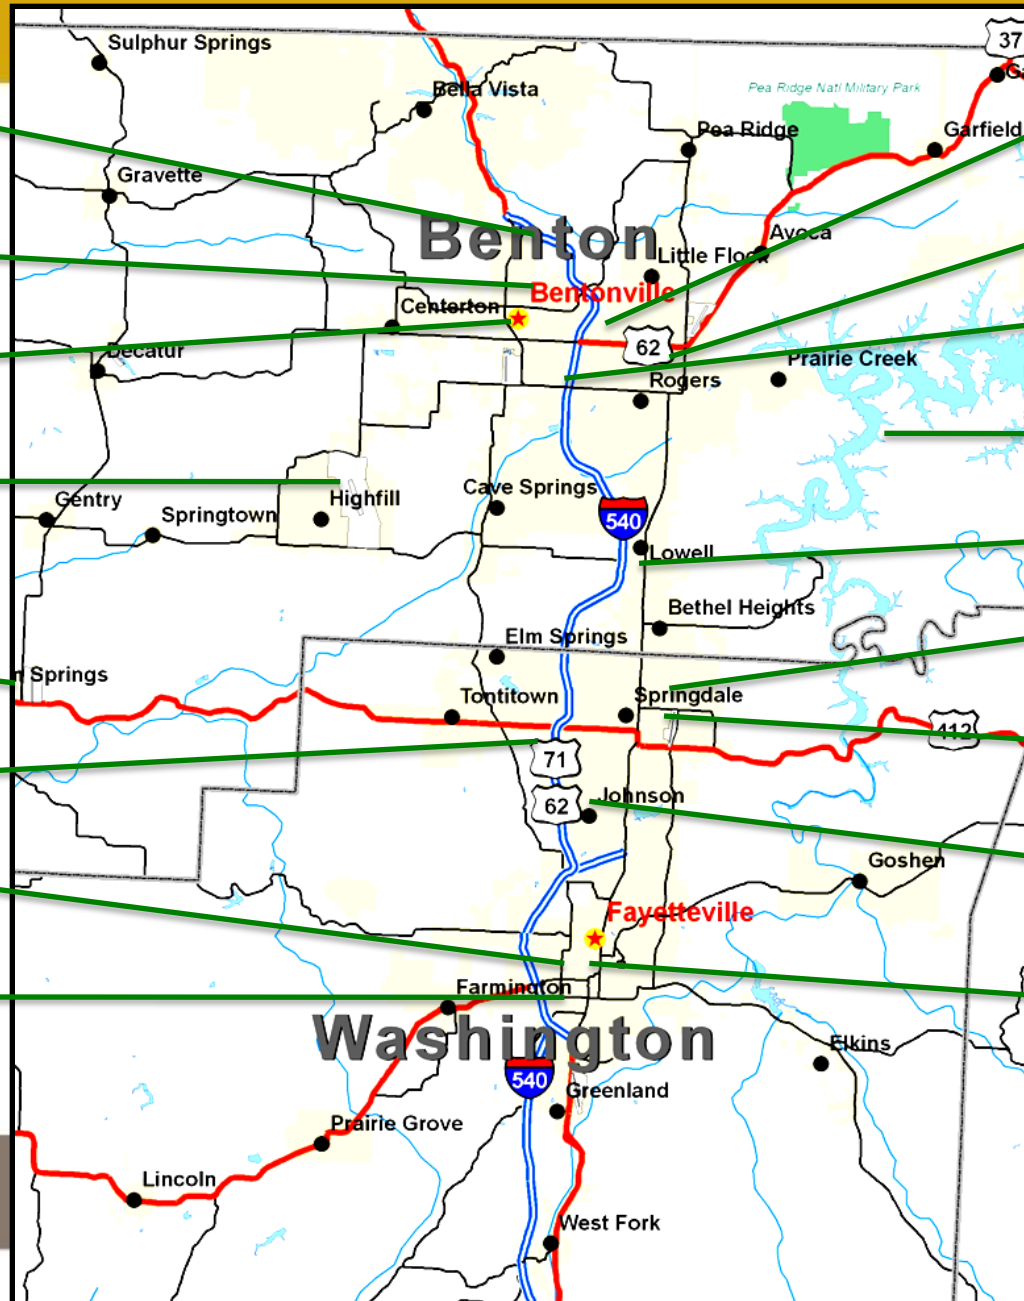 37
Sulphur Springs
Ga
Bella Vista
Pea Ridge Natl Military Park
Pea Ridge
Garfield
Gravette
Benton
Avoca
Little Flock
Bentonville
Centerton
62
Decatur
Prairie Creek
Rogers
Cave Springs
Highfill
Gentry
Springtown
540
Lowell
Bethel Heights
Elm Springs
n Springs
Tontitown
Springdale
412
71
62
Johnson
Goshen
Fayetteville
Farmington
Washington
Elkins
540
Greenland
Prairie Grove
Lincoln
West Fork